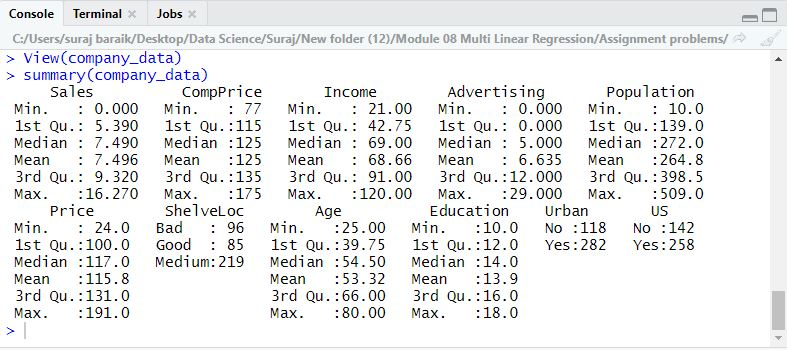 Console Terminal × Jobs ×
C:/Users/suraj baraik/Desktop/Data Science/Suraj/New folder (12)/Module 08 Multi Linear Regression/Assignment problems/
> View(company_data)
> summary(company_data)
Sales CompPrice Income Advertising Population
Min. : 0.000 Min. : 77 Min. : 21.00 Min. : 0.000 Min. : 10.0
1st Qu.: 5.390 1st Qu.:115 1st Qu.: 42.75 1st Qu.: 0.000 1st Qu.:139.0
Median : 7.490 Median :125 Median : 69.00 Median : 5.000 Median :272.0
Mean : 7.496 Mean :125 Mean : 68.66 Mean : 6.635 Mean :264.8
3rd Qu.: 9.320 3rd Qu.:135 3rd Qu.: 91.00 3rd Qu.:12.000 3rd Qu.:398.5
Max. :16.270 Max. :175 Max. :120.00 Max. :29.000 Max. :509.0
Price ShelveLoc Age Education Urban US
Min. : 24.0 Bad : 96 Min. :25.00 Min. :10.0 No :118 No :142
1st Qu.:100.0 Good : 85 1st Qu.:39.75 1st Qu.:12.0 Yes:282 Yes:258
Median :117.0 Medium:219 Median :54.50 Median :14.0
Mean :115.8 Mean :53.32 Mean :13.9
3rd Qu.:131.0 3rd Qu.:66.00 3rd Qu.:16.0
Max. :191.0 Max. :80.00 Max. :18.0
>